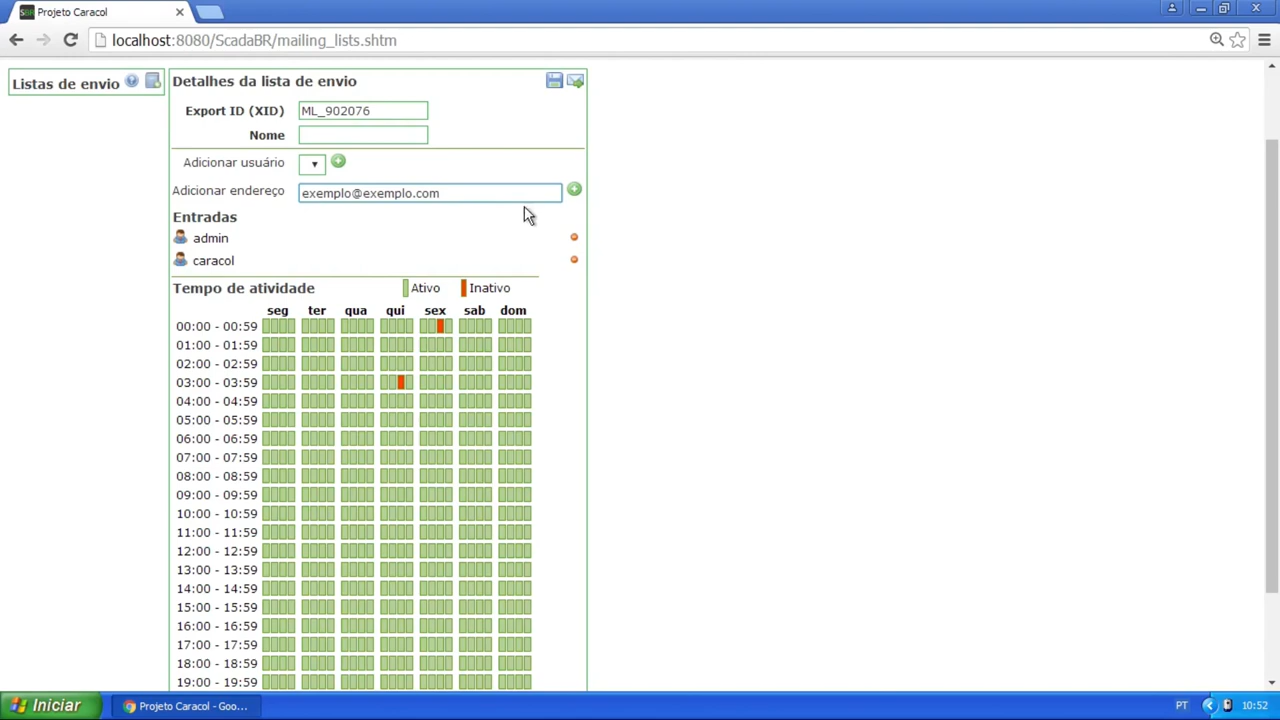 Projeto Caracol
localhost:8080/ScadaBR/mailing_lists.shtm
Listas de envio
Detalhes da lista de envio
Export ID (XID) ML_902076
Nome
Adicionar usuário
Adicionar endereço exemplo@exemplo.com
Entradas
admin
caracol
Tempo de atividade Ativo Inativo
seg ter qua qui sex sab dom
00:00 - 00:59
01:00 - 01:59
02:00 - 02:59
03:00 - 03:59
04:00 - 04:59
05:00 - 05:59
06:00 - 06:59
07:00 - 07:59
08:00 - 08:59
09:00 - 09:59
10:00 - 10:59
11:00 - 11:59
12:00 - 12:59
13:00 - 13:59
14:00 - 14:59
15:00 - 15:59
16:00 - 16:59
17:00 - 17:59
18:00 - 18:59
19:00 - 19:59
Iniciar Projeto Caracol - Goo... PT 10:52